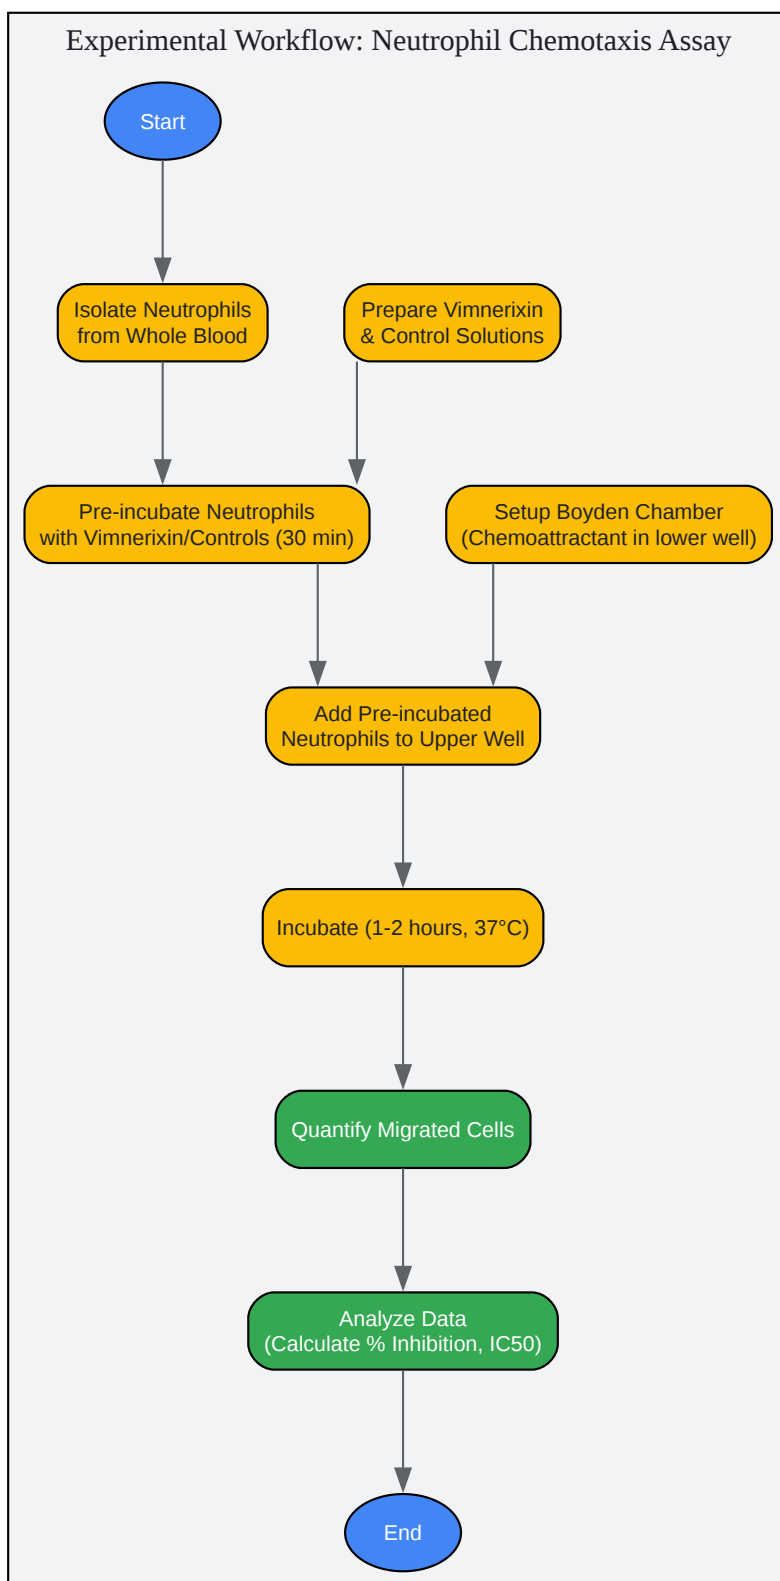 Experimental Workflow: Neutrophil Chemotaxis Assay
Start
Isolate Neutrophils
from Whole Blood
Prepare Vimnerixin
& Control Solutions
Pre-incubate Neutrophils
with Vimnerixin/Controls (30 min)
Setup Boyden Chamber
(Chemoattractant in lower well)
Add Pre-incubated
Neutrophils to Upper Well
Incubate (1-2 hours, 37°C)
Quantify Migrated Cells
Analyze Data
(Calculate % Inhibition, IC50)
End